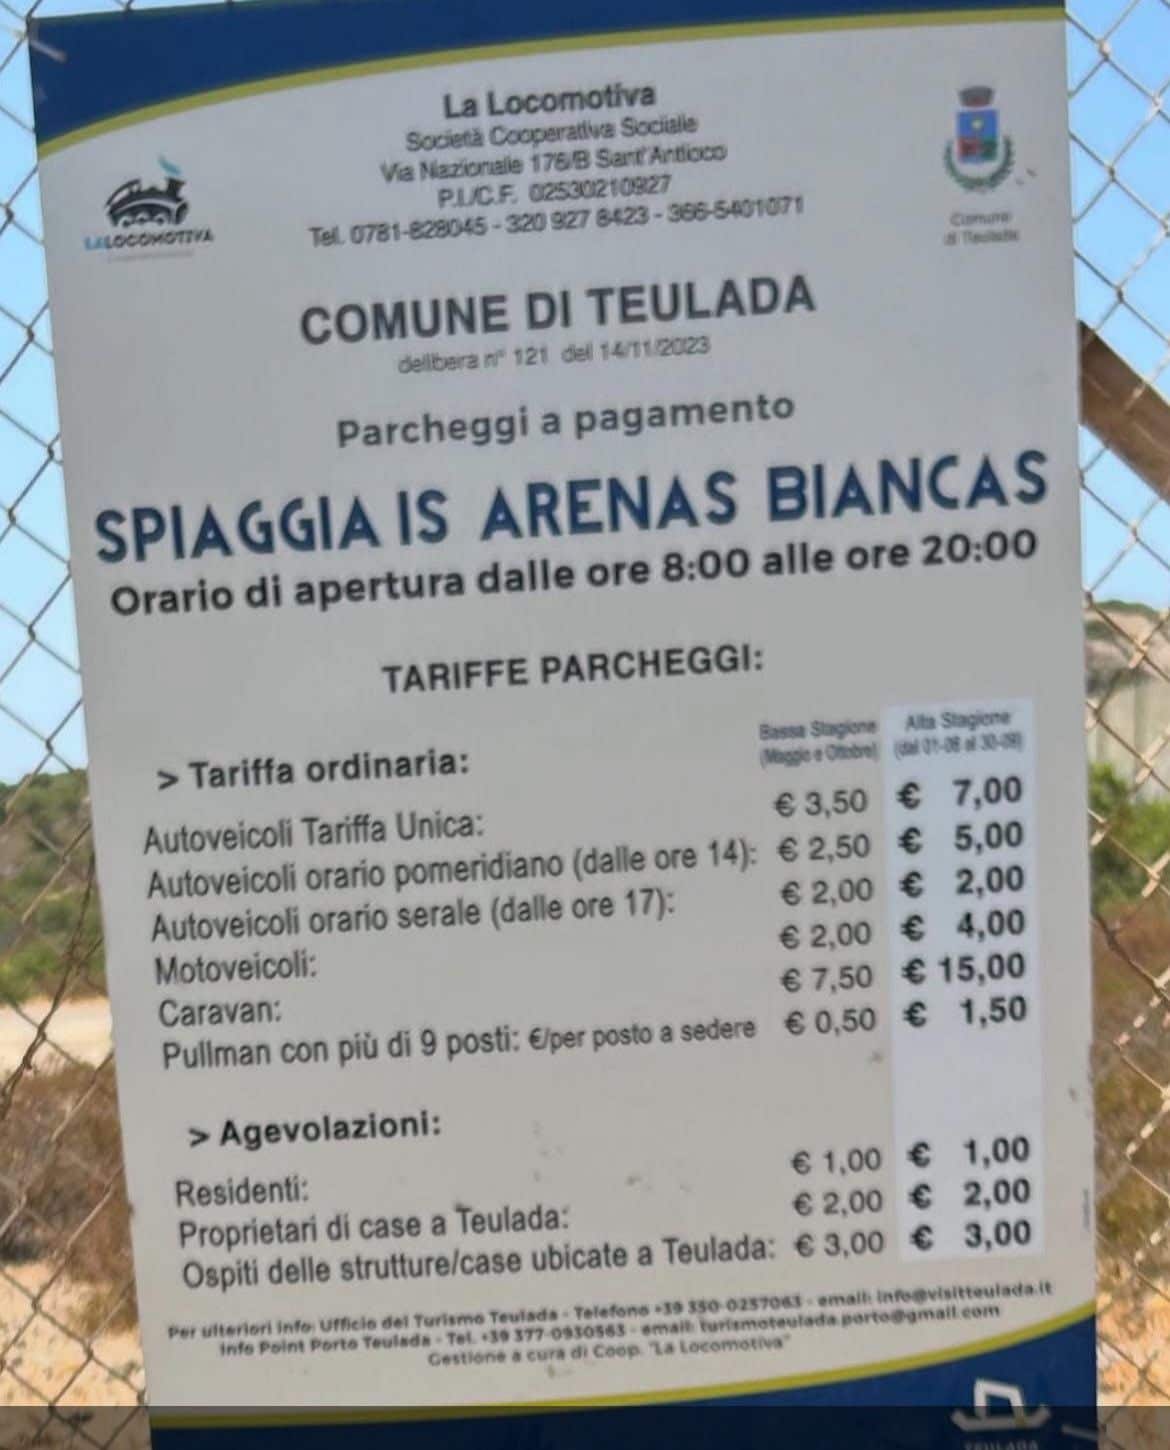 La Locomotiva
Società Cooperativa Sociale
Via Nazionale 176/B Sant'Antioco
P.I./C.F. 02530210927
Tel. 0781-828045 - 320 927 8423 - 366-5401071
LALOCOMOTIVA
Comune
di Teulada
COMUNE DI TEULADA
delibera n° 121 del 14/11/2023
Parcheggi a pagamento
SPIAGGIA IS ARENAS BIANCAS
Orario di apertura dalle ore 8:00 alle ore 20:00
TARIFFE PARCHEGGI:
Bassa Stagione Alta Stagione
(Maggio e Ottobre) (dal 01-06 al 30-09)
> Tariffa ordinaria:
Autoveicoli Tariffa Unica: € 3,50 € 7,00
Autoveicoli orario pomeridiano (dalle ore 14): € 2,50 € 5,00
Autoveicoli orario serale (dalle ore 17): € 2,00 € 2,00
Motoveicoli: € 2,00 € 4,00
Caravan: € 7,50 € 15,00
Pullman con più di 9 posti: €/per posto a sedere € 0,50 € 1,50
> Agevolazioni:
Residenti: € 1,00 € 1,00
Proprietari di case a Teulada: € 2,00 € 2,00
Ospiti delle strutture/case ubicate a Teulada: € 3,00 € 3,00
Per ulteriori info: Ufficio del Turismo Teulada - Telefono +39 350-0257063 - email: info@visitteulada.it
Info Point Porto Teulada - Tel. +39 377-0930563 - email: turismoteulada.porto@gmail.com
Gestione a cura di Coop. "La Locomotiva"